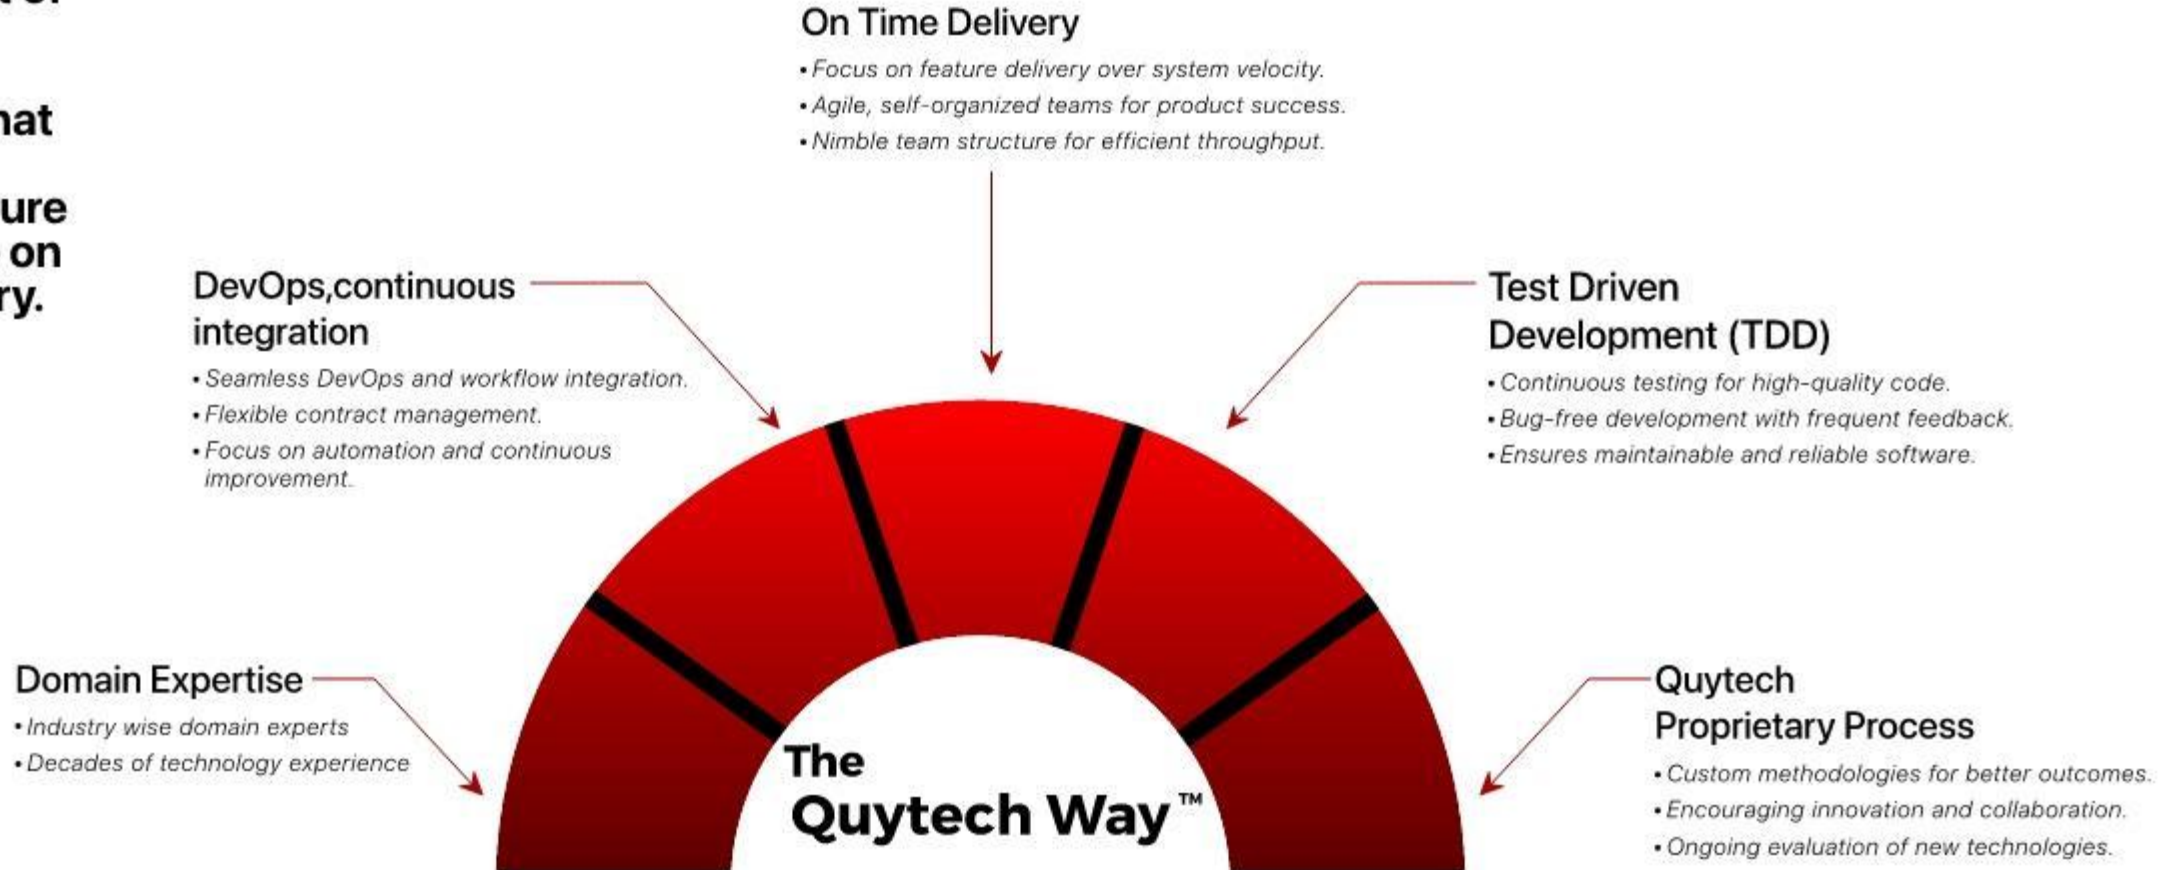 On Time Delivery
• Focus on feature delivery over system velocity.
• Agile, self-organized teams for product success.
• Nimble team structure for efficient throughput.
hat
ure
on
ry.
DevOps,continuous
integration
• Seamless DevOps and workflow integration.
• Flexible contract management.
• Focus on automation and continuous
improvement.
Test Driven
Development (TDD)
• Continuous testing for high-quality code.
• Bug-free development with frequent feedback.
• Ensures maintainable and reliable software.
Domain Expertise
• Industry wise domain experts
• Decades of technology experience
The
Quytech Way™
Quytech
Proprietary Process
• Custom methodologies for better outcomes.
• Encouraging innovation and collaboration.
• Ongoing evaluation of new technologies.